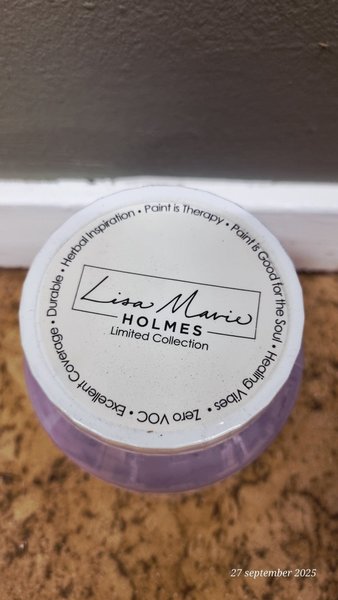 Herbal Inspiration • Paint is Therapy • Paint is Good for the Soul • Healing Vibes • Zero VOC • Excellent Coverage • Durable •
Lisa Marie
HOLMES
Limited Collection
27 september 2025